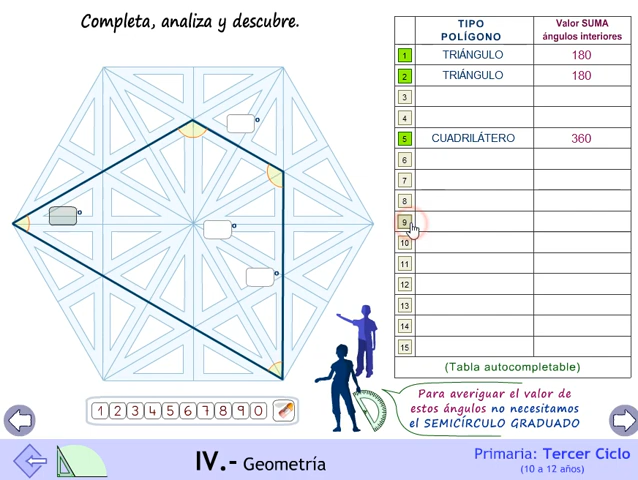 Completa, analiza y descubre.
TIPO POLÍGONO
Valor SUMA ángulos interiores
1 TRIÁNGULO 180
2 TRIÁNGULO 180
3
4
5 CUADRILÁTERO 360
6
7
8
9
10
11
12
13
14
15
(Tabla autocompletable)
º
º
º
º
1 2 3 4 5 6 7 8 9 0
Para averiguar el valor de
estos ángulos no necesitamos
el SEMICÍRCULO GRADUADO
IV.- Geometría
Primaria: Tercer Ciclo
(10 a 12 años)